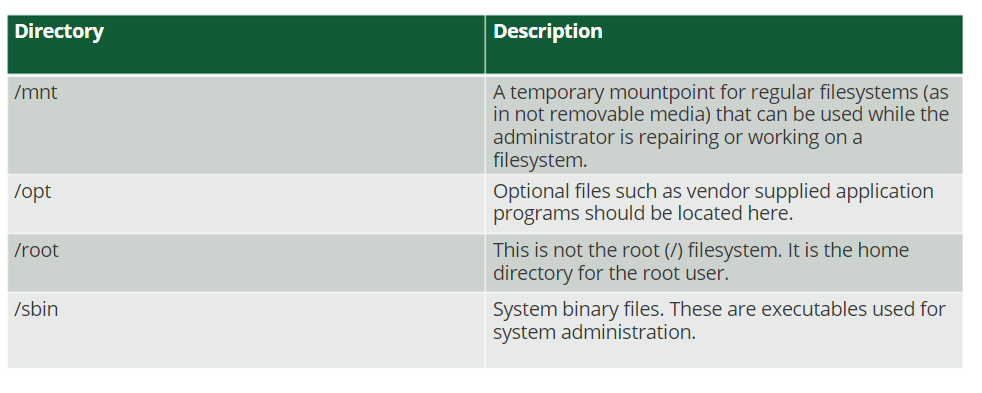 Directory
Description
/mnt
A temporary mountpoint for regular filesystems (as
in not removable media) that can be used while the
administrator is repairing or working on a
filesystem.
/opt
Optional files such as vendor supplied application
programs should be located here.
/root
This is not the root (/) filesystem. It is the home
directory for the root user.
/sbin
System binary files. These are executables used for
system administration.